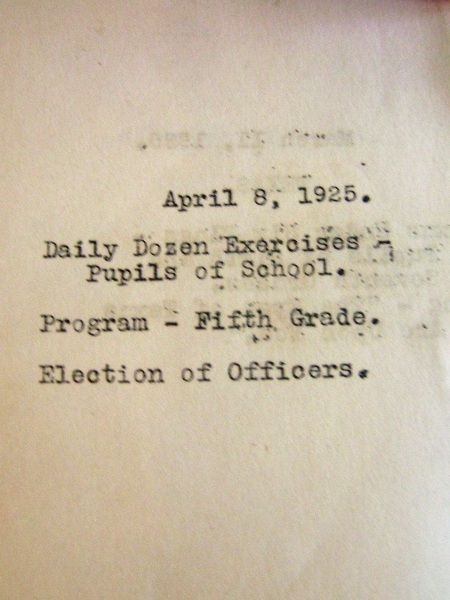 April 8, 1925.
Daily Dozen Exercises -
Pupils of School.
Program - Fifth Grade.
Election of Officers.